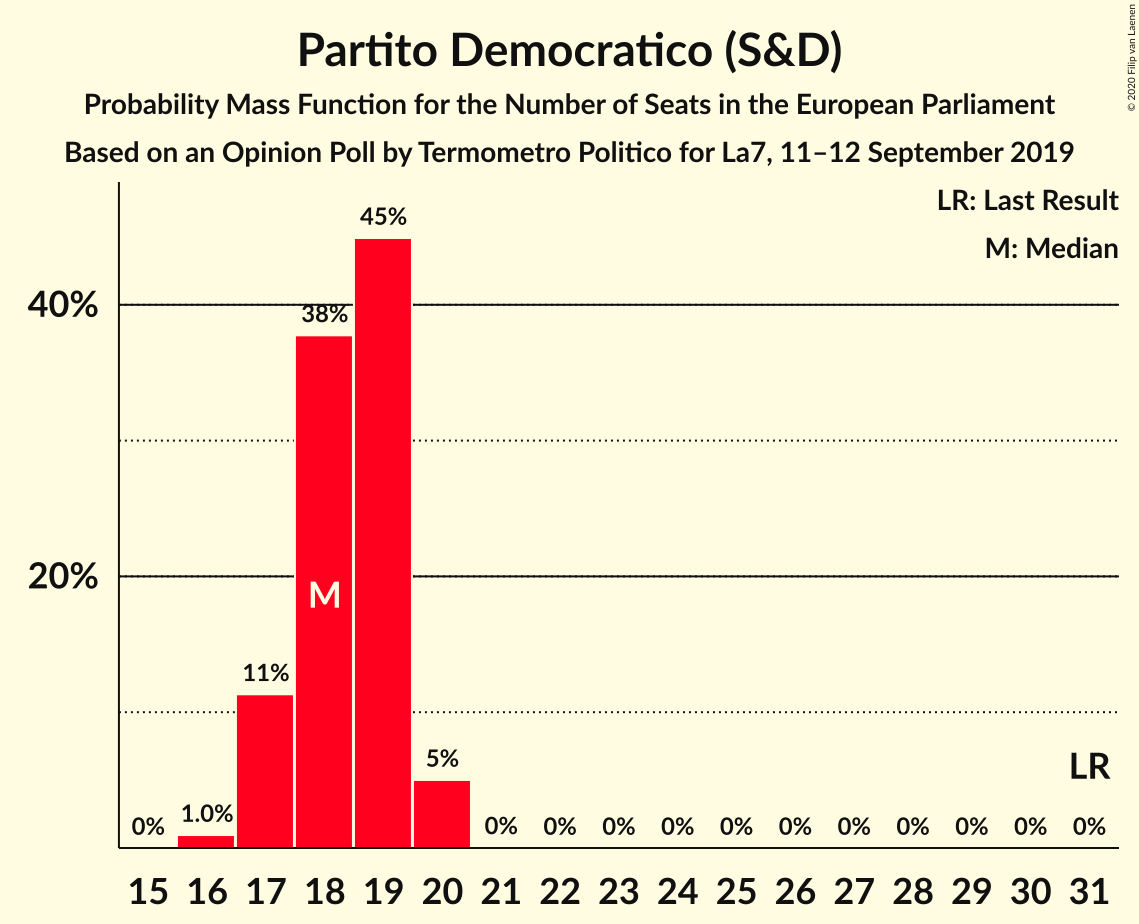 Partito Democratico (S&D)
Probability Mass Function for the Number of Seats in the European Parliament
Based on an Opinion Poll by Termometro Politico for La7, 11–12 September 2019
© 2020 Filip van Laenen
LR: Last Result
M: Median
45%
40%
38%
20%
M
11%
5%
LR
0% 1.0% 0% 0% 0% 0% 0% 0% 0% 0% 0% 0% 0%
15 16 17 18 19 20 21 22 23 24 25 26 27 28 29 30 31